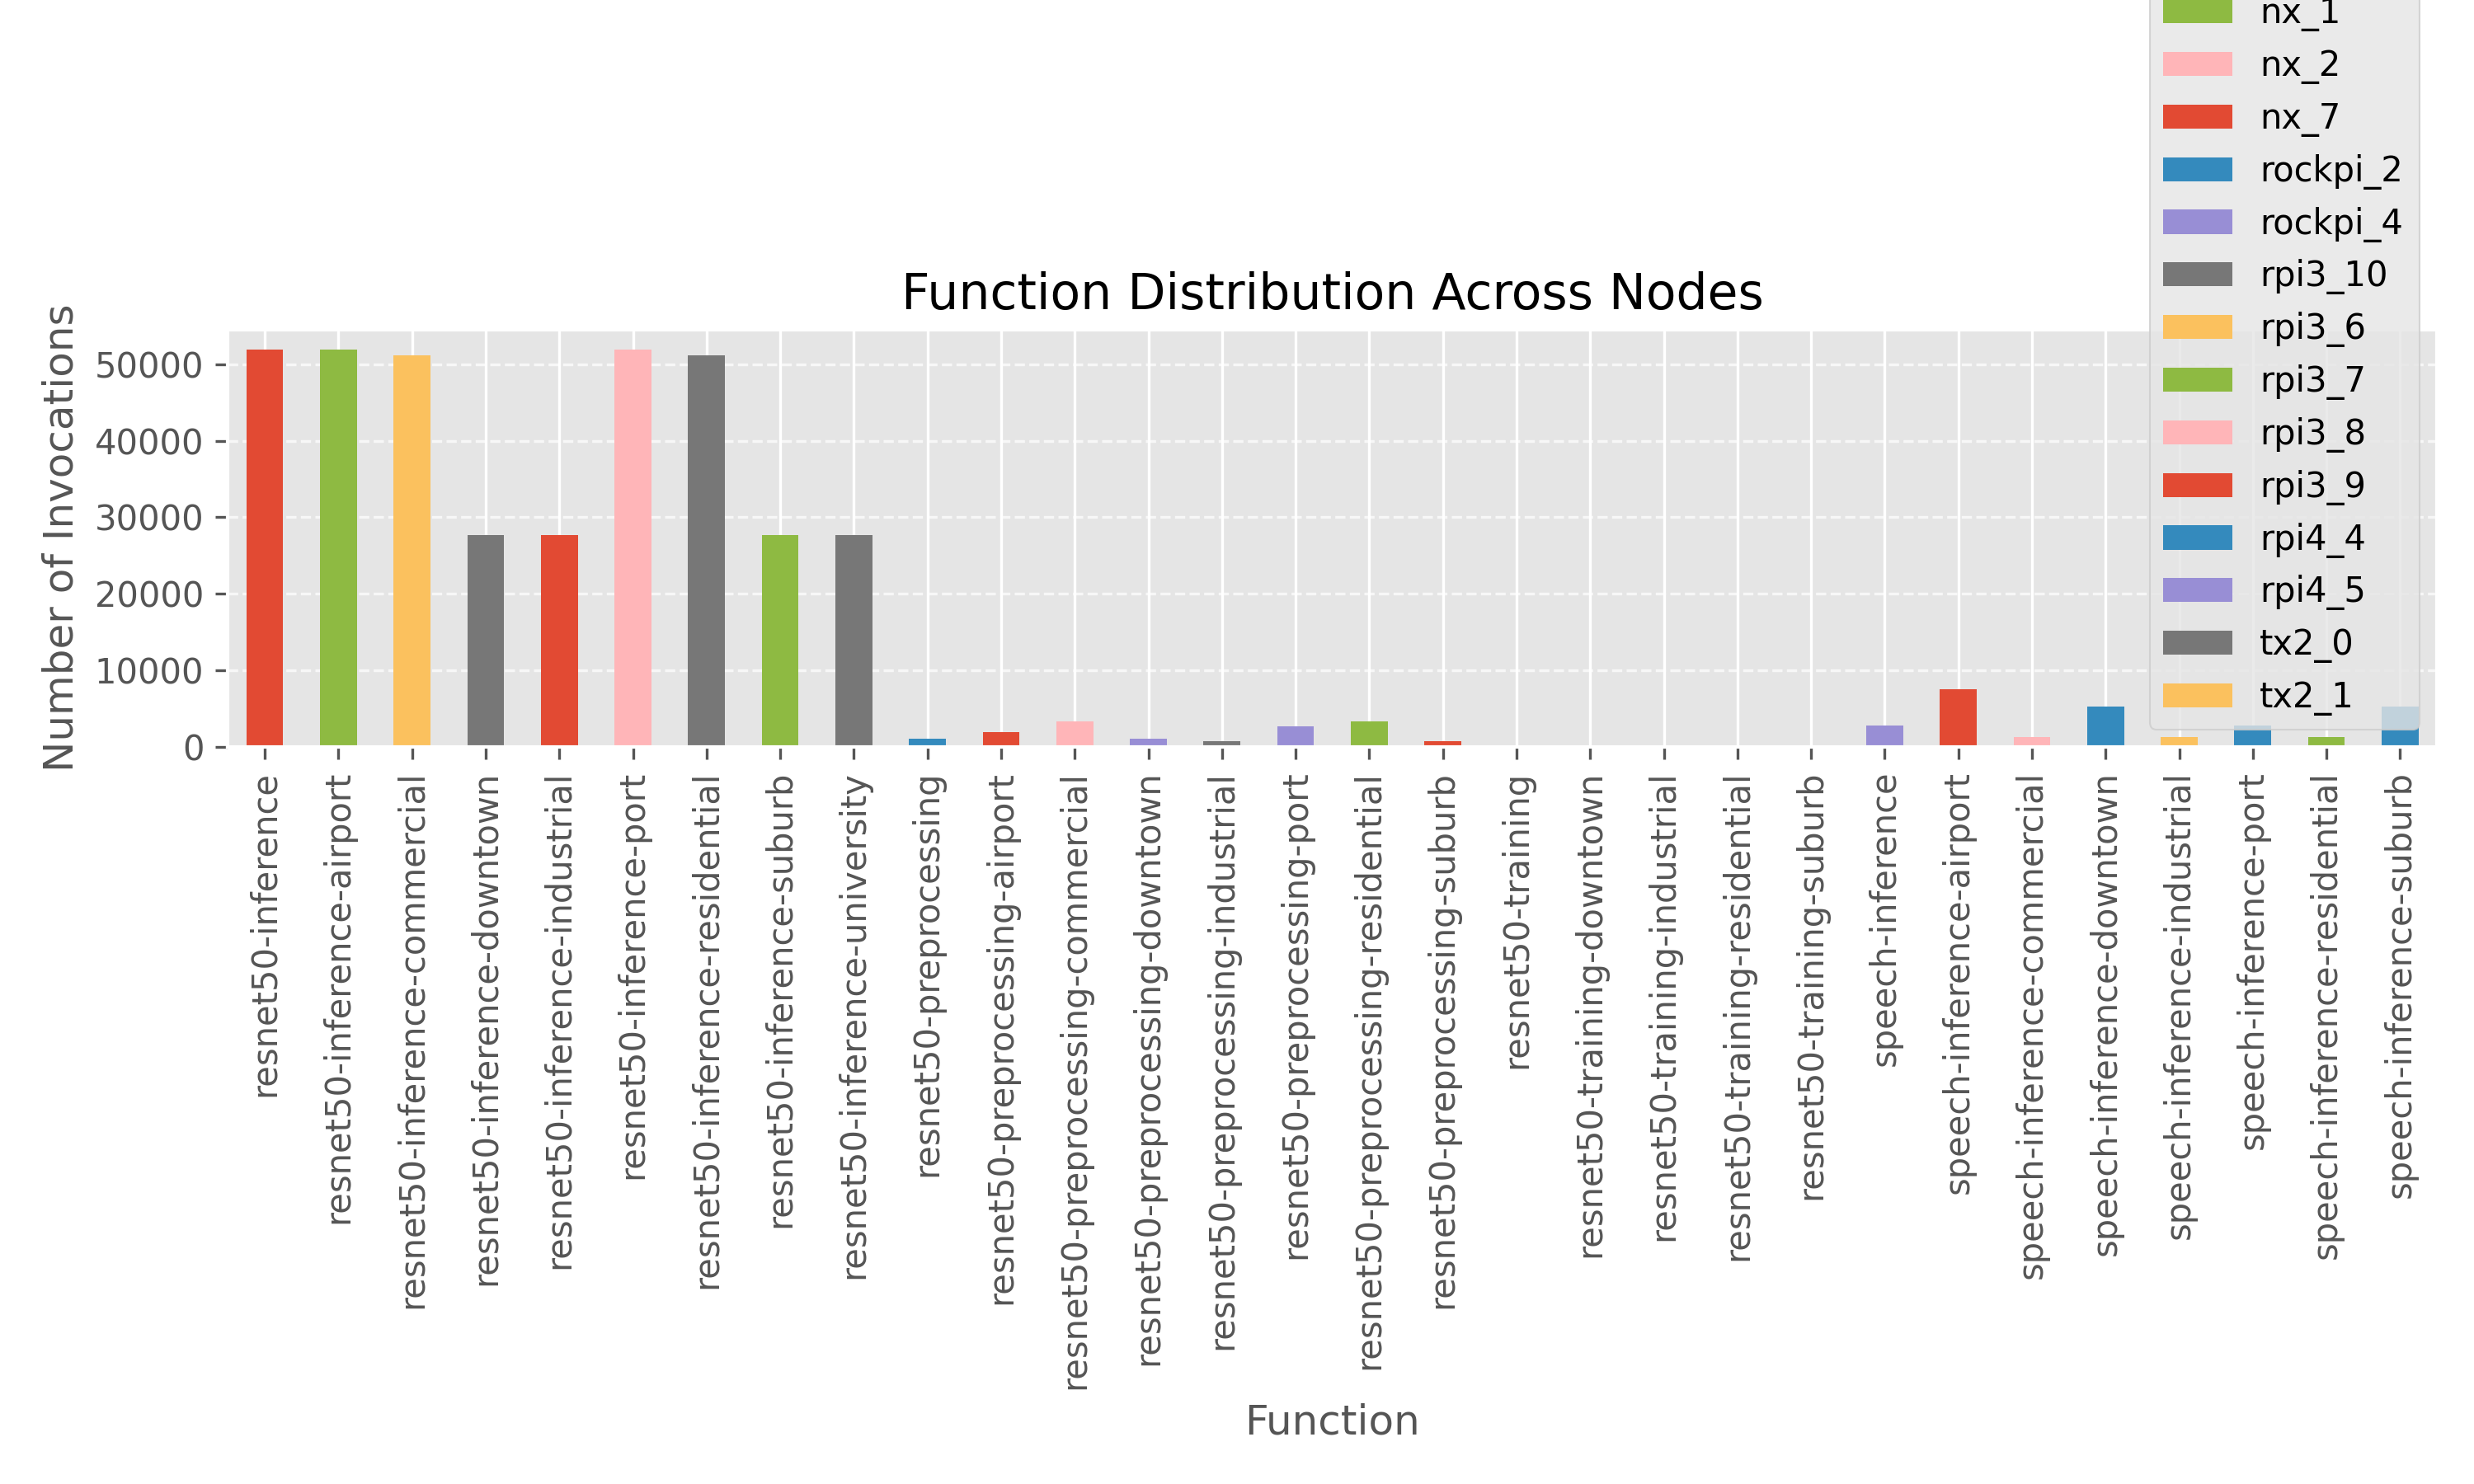 nx_1
nx_2
nx_7
rockpi_2
rockpi_4
rpi3_10
rpi3_6
rpi3_7
rpi3_8
rpi3_9
rpi4_4
rpi4_5
tx2_0
tx2_1
Function Distribution Across Nodes
Number of Invocations
50000
40000
30000
20000
10000
0
resnet50-inference
resnet50-inference-airport
resnet50-inference-commercial
resnet50-inference-downtown
resnet50-inference-industrial
resnet50-inference-port
resnet50-inference-residential
resnet50-inference-suburb
resnet50-inference-university
resnet50-preprocessing
resnet50-preprocessing-airport
resnet50-preprocessing-commercial
resnet50-preprocessing-downtown
resnet50-preprocessing-industrial
resnet50-preprocessing-port
resnet50-preprocessing-residential
resnet50-preprocessing-suburb
resnet50-training
resnet50-training-downtown
resnet50-training-industrial
resnet50-training-residential
resnet50-training-suburb
speech-inference
speech-inference-airport
speech-inference-commercial
speech-inference-downtown
speech-inference-industrial
speech-inference-port
speech-inference-residential
speech-inference-suburb
Function